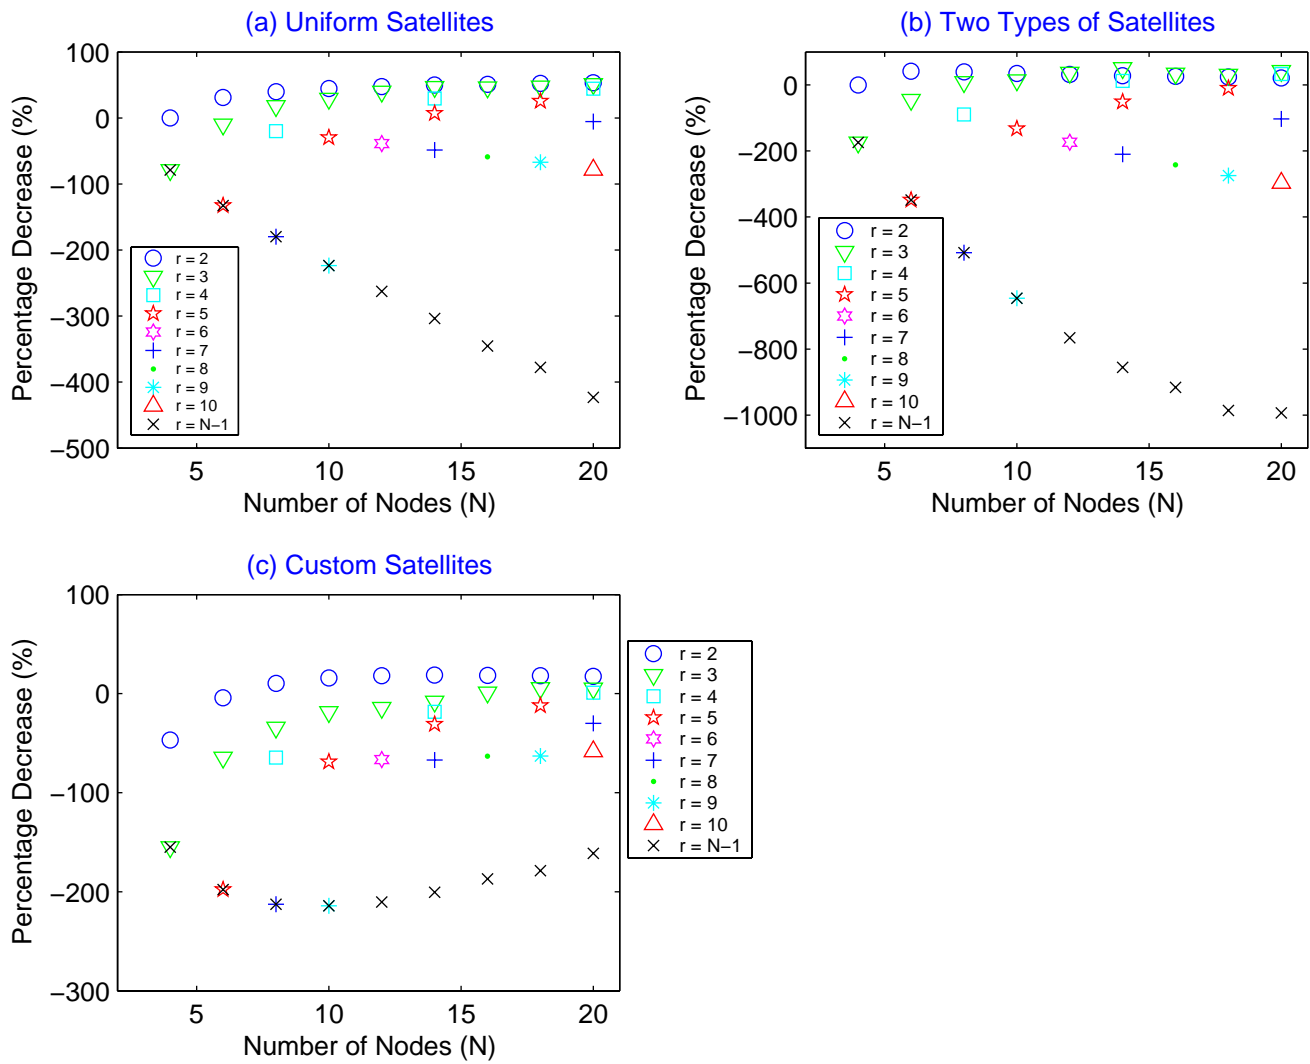 (a) Uniform Satellites
100
50
0
−100
−200
−300
−400
−500
5
10
15
20
Percentage Decrease (%)
Number of Nodes (N)
r = 2
r = 3
r = 4
r = 5
r = 6
r = 7
r = 8
r = 9
r = 10
r = N−1
(b) Two Types of Satellites
0
−200
−400
−600
−800
−1000
5
10
15
20
Percentage Decrease (%)
Number of Nodes (N)
r = 2
r = 3
r = 4
r = 5
r = 6
r = 7
r = 8
r = 9
r = 10
r = N−1
(c) Custom Satellites
100
0
−100
−200
−300
5
10
15
20
Percentage Decrease (%)
Number of Nodes (N)
r = 2
r = 3
r = 4
r = 5
r = 6
r = 7
r = 8
r = 9
r = 10
r = N−1